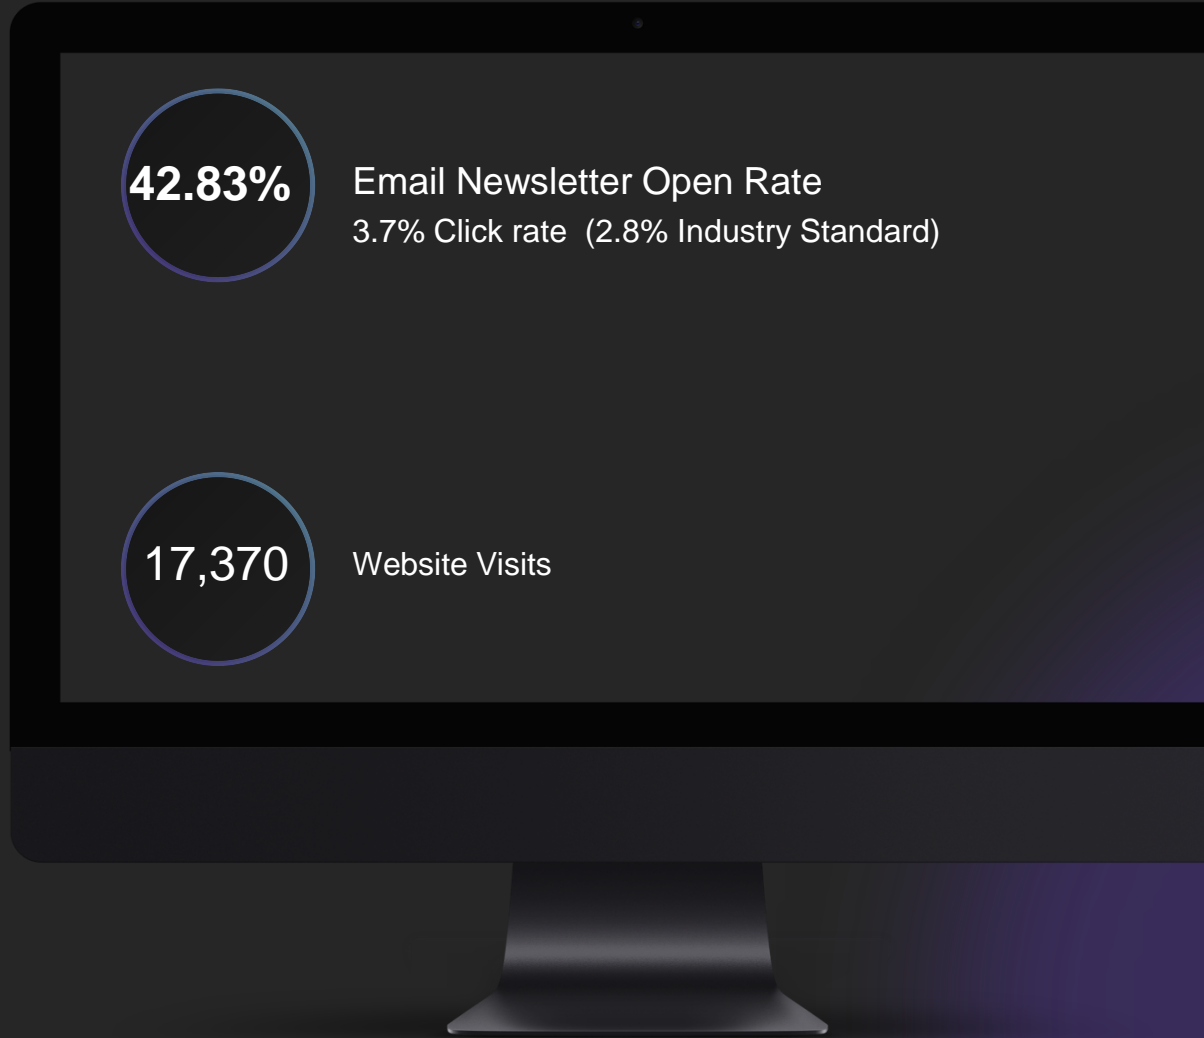 42.83%
Email Newsletter Open Rate
3.7% Click rate  (2.8% Industry Standard)
17,370
Website Visits